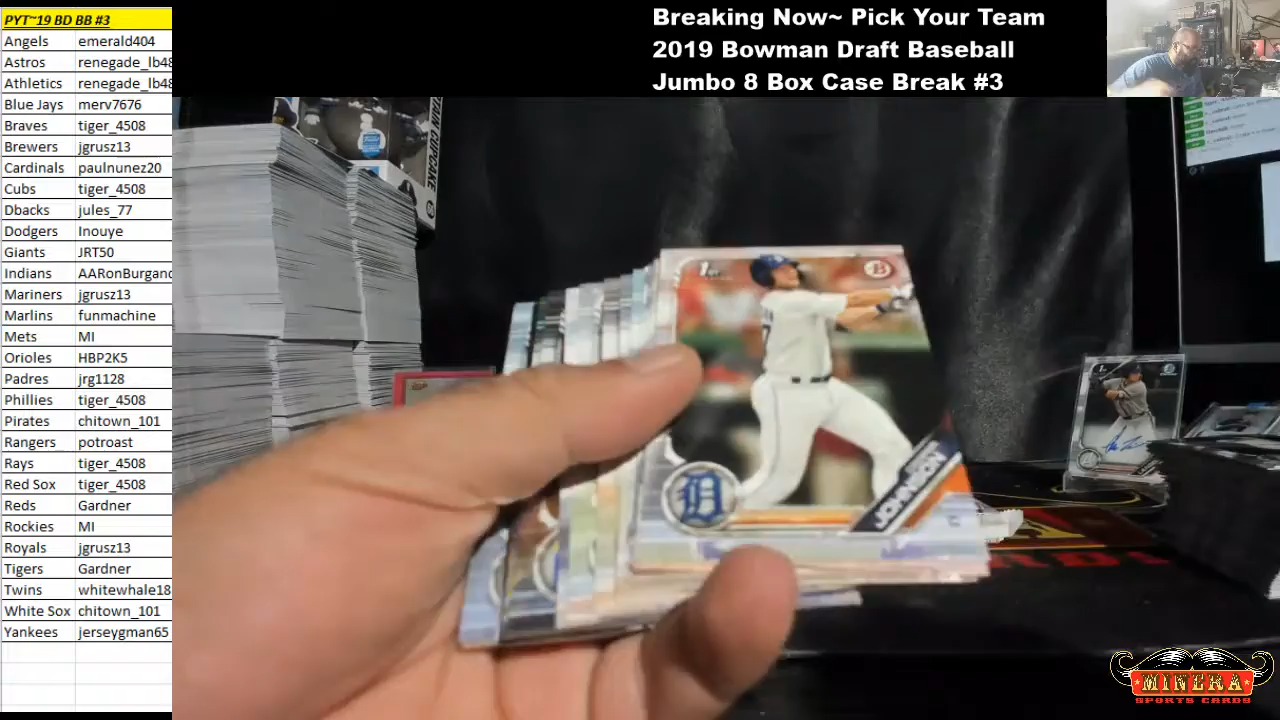 PYT~19 BD BB #3
Angels emerald404
Astros renegade_lb48
Athletics renegade_lb48
Blue Jays merv7676
Braves tiger_4508
Brewers jgrusz13
Cardinals paulnunez20
Cubs tiger_4508
Dbacks jules_77
Dodgers Inouye
Giants JRT50
Indians AARonBurgand
Mariners jgrusz13
Marlins funmachine
Mets MI
Orioles HBP2K5
Padres jrg1128
Phillies tiger_4508
Pirates chitown_101
Rangers potroast
Rays tiger_4508
Red Sox tiger_4508
Reds Gardner
Rockies MI
Royals jgrusz13
Tigers Gardner
Twins whitewhale18
White Sox chitown_101
Yankees jerseygman65
Breaking Now~ Pick Your Team
2019 Bowman Draft Baseball
Jumbo 8 Box Case Break #3
1st
B
D
JOHNSON
MINERA
SPORTS CARDS